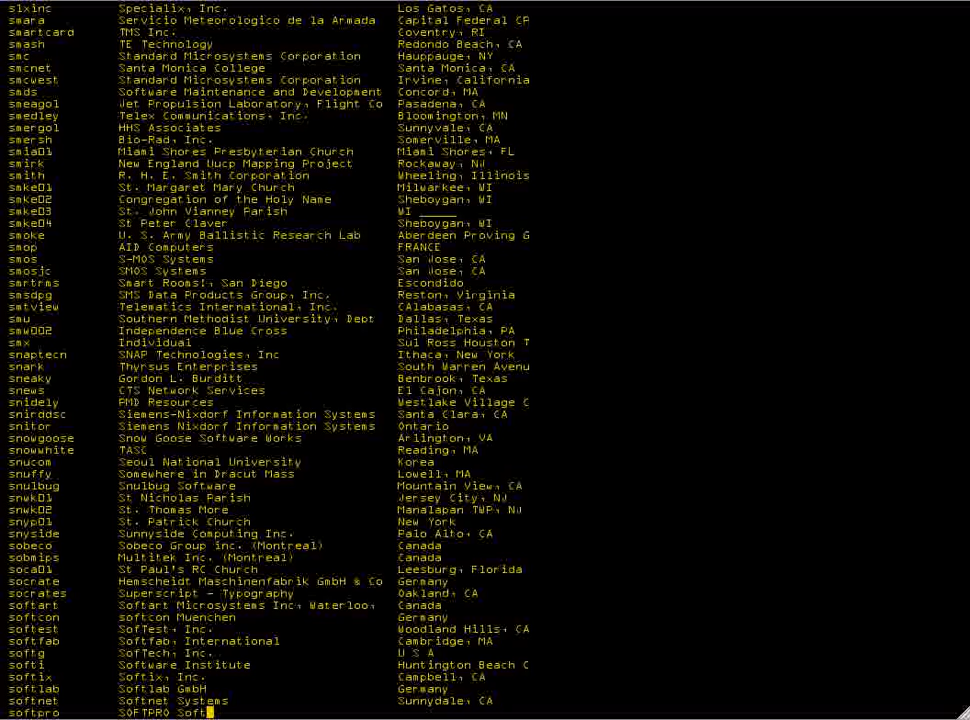 slxinc Specialix, Inc. Los Gatos, CA
smara Servicio Meteorologico de la Armada Capital Federal CP
smartcard TMS Inc. Coventry, RI
smash TE Technology Redondo Beach, CA
smc Standard Microsystems Corporation Hauppauge, NY
smcnet Santa Monica College Santa Monica, CA
smcwest Standard Microsystems Corporation Irvine, California
smds Software Maintenance and Development Concord, MA
smeagol Jet Propulsion Laboratory, Flight Co Pasadena, CA
smedley Telex Communications, Inc. Bloomington, MN
smergol HHS Associates Sunnyvale, CA
smersh Bio-Rad, Inc. Somerville, MA
smia01 Miami Shores Presbyterian Church Miami Shores, FL
smirk New England Uucp Mapping Project Rockaway, NJ
smith R. H. E. Smith Corporation Wheeling, Illinois
smke01 St. Margaret Mary Church Milwarkee, WI
smke02 Congregation of the Holy Name Sheboygan, WI
smke03 St. John Vianney Parish WI _____
smke04 St Peter Claver Sheboygan, WI
smoke U. S. Army Ballistic Research Lab Aberdeen Proving G
smop AID Computers FRANCE
smos S-MOS Systems San Jose, CA
smosjc SMOS Systems San Jose, CA
smrtrms Smart Rooms!, San Diego Escondido
smsdpg SMS Data Products Group, Inc. Reston, Virginia
smtview Telematics International, Inc. CAlabasas, CA
smu Southern Methodist University, Dept Dallas, Texas
smw002 Independence Blue Cross Philadelphia, PA
smx Individual Sul Ross Houston T
snaptecn SNAP Technologies, Inc Ithaca, New York
snark Thyrsus Enterprises South Warren Avenu
sneaky Gordon L. Burditt Benbrook, Texas
snews CTS Network Services El Cajon, CA
snidely PMD Resources Westlake Village C
snirddsc Siemens-Nixdorf Information Systems Santa Clara, CA
snitor Siemens Nixdorf Information Systems Ontario
snowgoose Snow Goose Software Works Arlington, VA
snowwhite TASC Reading, MA
snucom Seoul National University Korea
snuffy Somewhere in Dracut Mass Lowell, MA
snulbug Snulbug Software Mountain View, CA
snwk01 St Nicholas Parish Jersey City, NJ
snwk02 St. Thomas More Manalapan TWP, NJ
snyp01 St. Patrick Church New York
snyside Sunnyside Computing Inc. Palo Alto, CA
sobeco Sobeco Group inc. (Montreal) Canada
sobmips Multitek Inc. (Montreal) Canada
soca01 St Paul's RC Church Leesburg, Florida
socrate Hemscheidt Maschinenfabrik GmbH & Co Germany
socrates Superscript - Typography Oakland, CA
softart Softart Microsystems Inc, Waterloo, Canada
softcon softcon Muenchen Germany
softest SofTest, Inc. Woodland Hills, CA
softfab Softfab, International Cambridge, MA
softg SofTech, Inc. U S A
softi Software Institute Huntington Beach C
softix Softix, Inc. Campbell, CA
softlab Softlab GmbH Germany
softnet Softnet Systems Sunnydale, CA
softpro SOFTPRO Soft